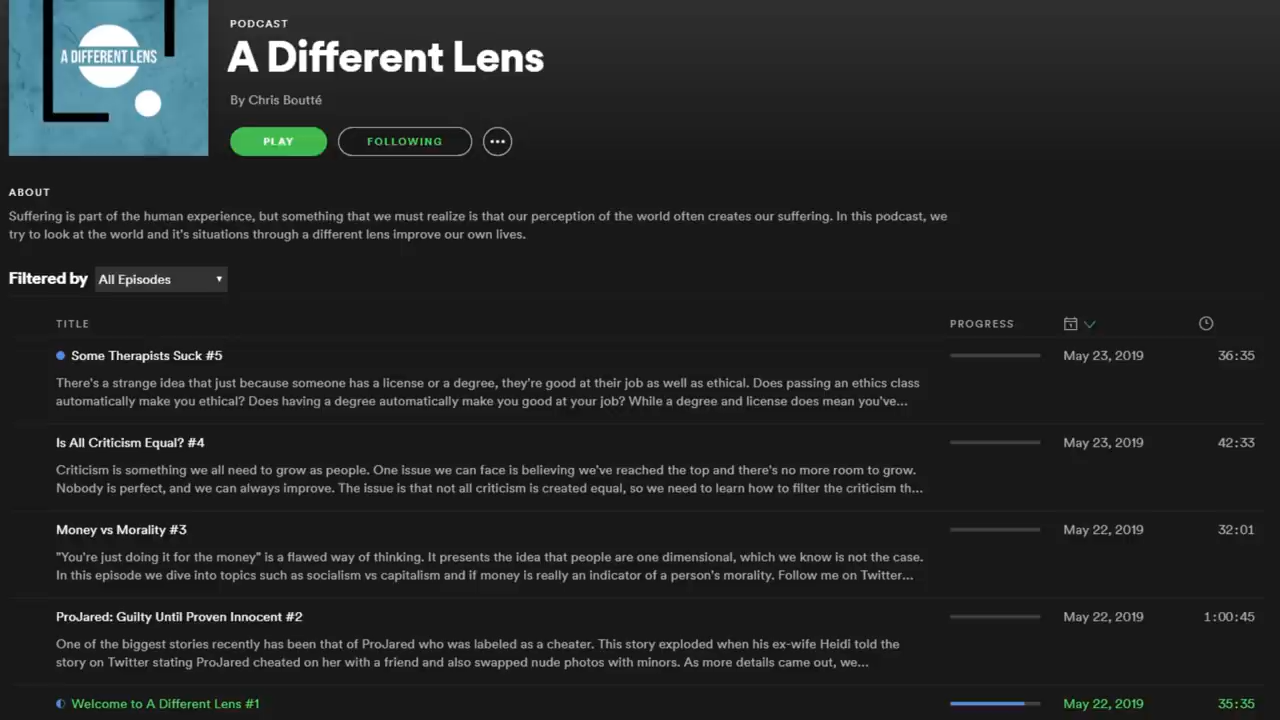 A DIFFERENT LENS
PODCAST
A Different Lens
By Chris Boutté
PLAY
FOLLOWING
ABOUT
Suffering is part of the human experience, but something that we must realize is that our perception of the world often creates our suffering. In this podcast, we
try to look at the world and it's situations through a different lens improve our own lives.
Filtered by All Episodes
TITLE PROGRESS
Some Therapists Suck #5 May 23, 2019 36:35
There's a strange idea that just because someone has a license or a degree, they're good at their job as well as ethical. Does passing an ethics class
automatically make you ethical? Does having a degree automatically make you good at your job? While a degree and license does mean you've...
Is All Criticism Equal? #4 May 23, 2019 42:33
Criticism is something we all need to grow as people. One issue we can face is believing we've reached the top and there's no more room to grow.
Nobody is perfect, and we can always improve. The issue is that not all criticism is created equal, so we need to learn how to filter the criticism th...
Money vs Morality #3 May 22, 2019 32:01
"You're just doing it for the money" is a flawed way of thinking. It presents the idea that people are one dimensional, which we know is not the case.
In this episode we dive into topics such as socialism vs capitalism and if money is really an indicator of a person's morality. Follow me on Twitter...
ProJared: Guilty Until Proven Innocent #2 May 22, 2019 1:00:45
One of the biggest stories recently has been that of ProJared who was labeled as a cheater. This story exploded when his ex-wife Heidi told the
story on Twitter stating ProJared cheated on her with a friend and also swapped nude photos with minors. As more details came out, we...
Welcome to A Different Lens #1 May 22, 2019 35:35